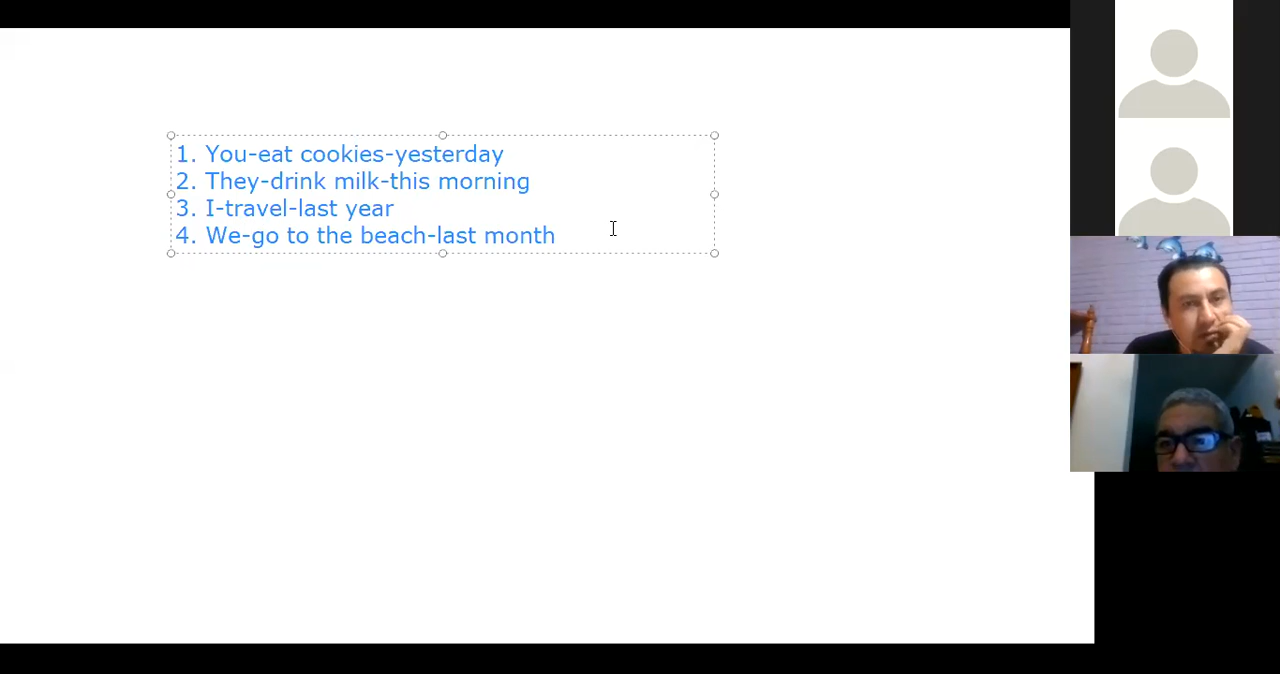 1. You-eat cookies-yesterday
2. They-drink milk-this morning
3. I-travel-last year
4. We-go to the beach-last month